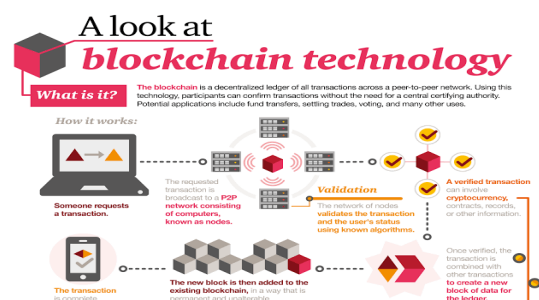 A look at
blockchain technology
What is it?
The blockchain is a decentralized ledger of all transactions across a peer-to-peer network. Using this
technology, participants can confirm transactions without the need for a central certifying authority.
Potential applications include fund transfers, settling trades, voting, and many other uses.
How it works:
Someone requests
a transaction.
The requested
transaction is
broadcast to a P2P
network consisting
of computers,
known as nodes.
Validation
The network of nodes
validates the transaction
and the user's status
using known algorithms.
A verified transaction
can involve
cryptocurrency,
contracts, records,
or other information.
Once verified, the
transaction is
combined with
other transactions
to create a new
block of data for
the ledger.
The new block is then added to the
existing blockchain, in a way that is
permanent and unalterable.
The transaction
is complete.